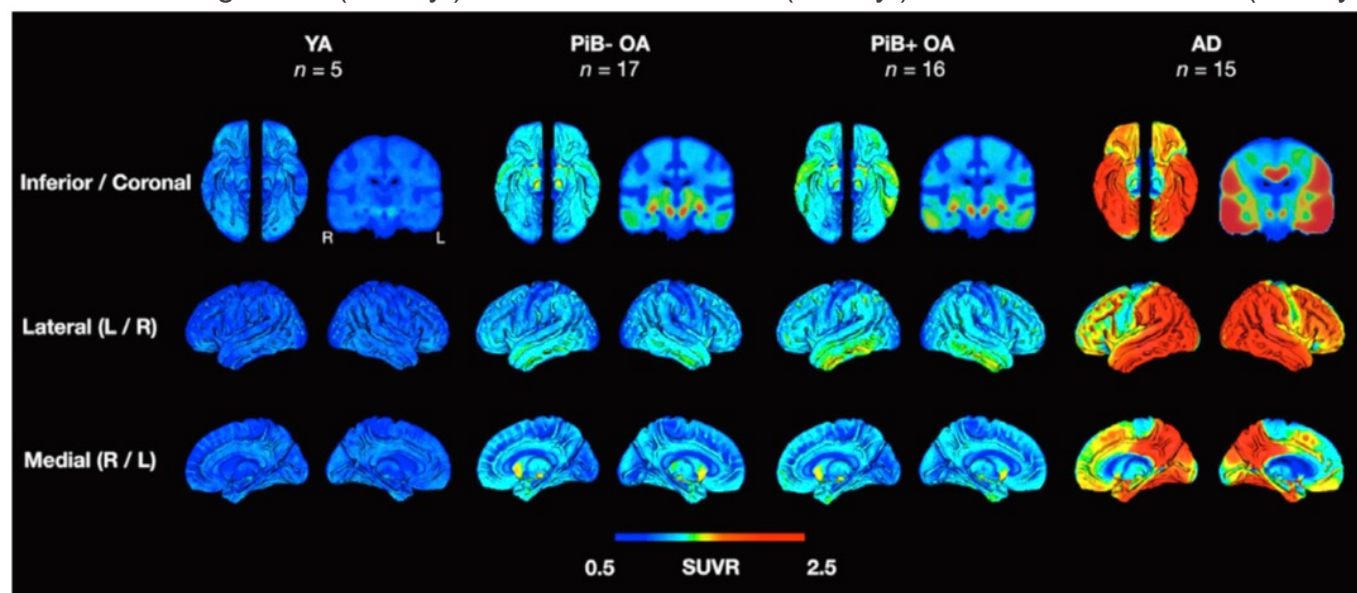 YA PiB- OA PiB+ OA AD
n = 5 n = 17 n = 16 n = 15
Inferior / Coronal
R L
Lateral (L / R)
Medial (R / L)
0.5 SUVR 2.5